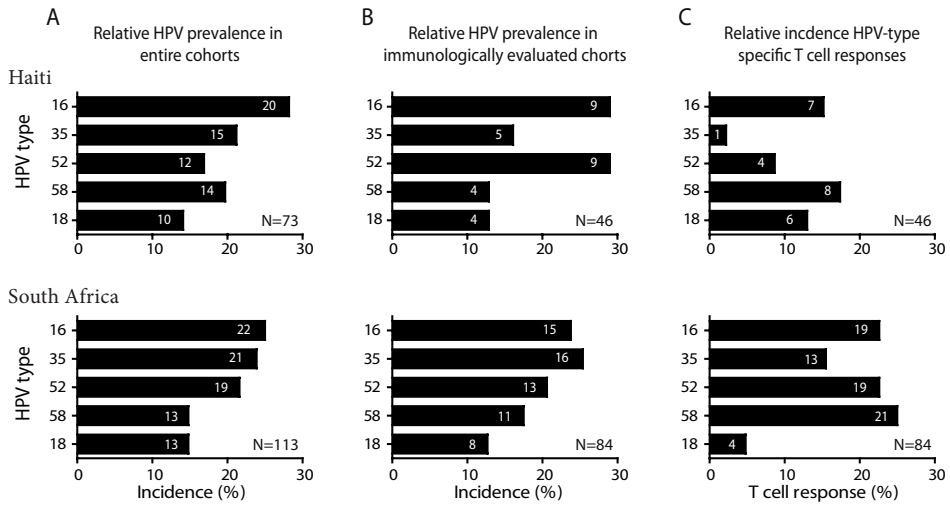 A
Relative HPV prevalence in
entire cohorts
B
Relative HPV prevalence in
immunologically evaluated chorts
C
Relative incdence HPV-type
specific T cell responses
Haiti
HPV type
16
35
52
58
18
20
15
12
14
10
N=73
0 10 20 30
16
35
52
58
18
9
5
9
4
4
N=46
0 10 20 30
16
35
52
58
18
7
1
4
8
6
N=46
0 10 20 30
South Africa
HPV type
16
35
52
58
18
22
21
19
13
13
N=113
0 10 20 30
Incidence (%)
16
35
52
58
18
15
16
13
11
8
N=84
0 10 20 30
Incidence (%)
16
35
52
58
18
19
13
19
21
4
N=84
0 10 20 30
T cell response (%)